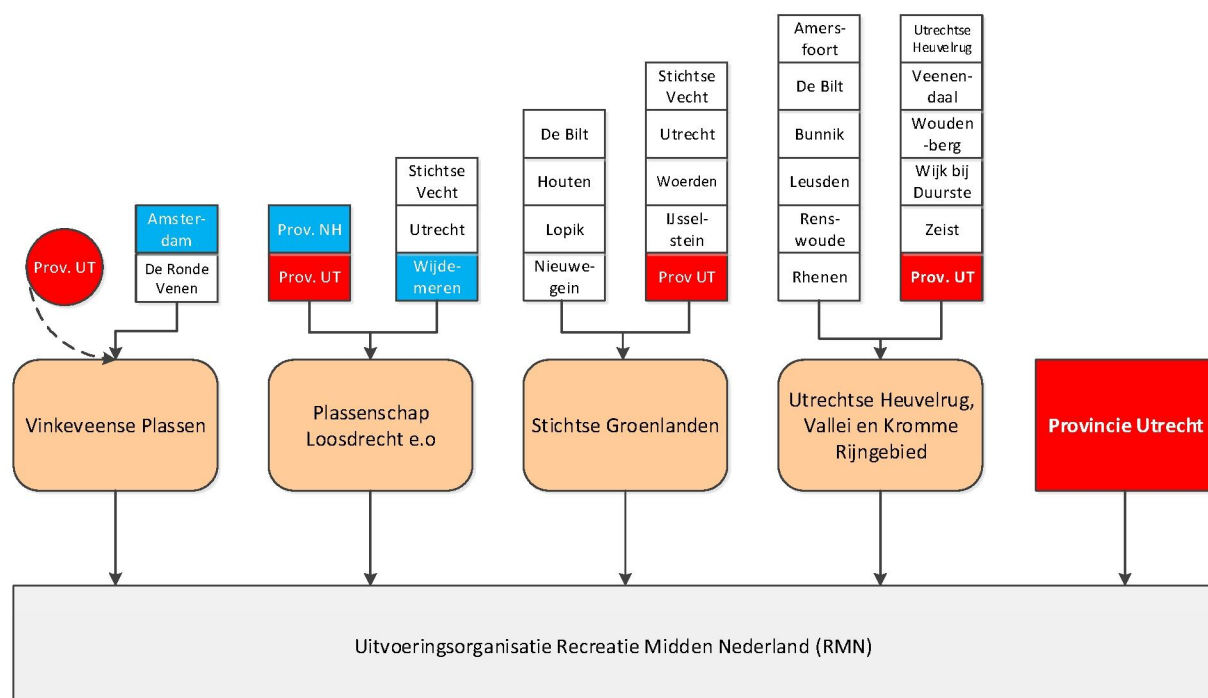 Prov. UT
Amster-
dam
De Ronde
Venen
Prov. NH
Prov. UT
Stichtse
Vecht
Utrecht
Wijde-
meren
De Bilt
Houten
Lopik
Nieuwe-
gein
Stichtse
Vecht
Utrecht
Woerden
IJssel-
stein
Prov UT
Amers-
foort
De Bilt
Bunnik
Leusden
Rens-
woude
Rhenen
Utrechtse
Heuvelrug
Veenen-
daal
Wouden
-berg
Wijk bij
Duurste
Zeist
Prov. UT
Vinkeveense Plassen
Plassenschap
Loosdrecht e.o
Stichtse Groenlanden
Utrechtse Heuvelrug,
Vallei en Kromme
Rijngebied
Provincie Utrecht
Uitvoeringsorganisatie Recreatie Midden Nederland (RMN)